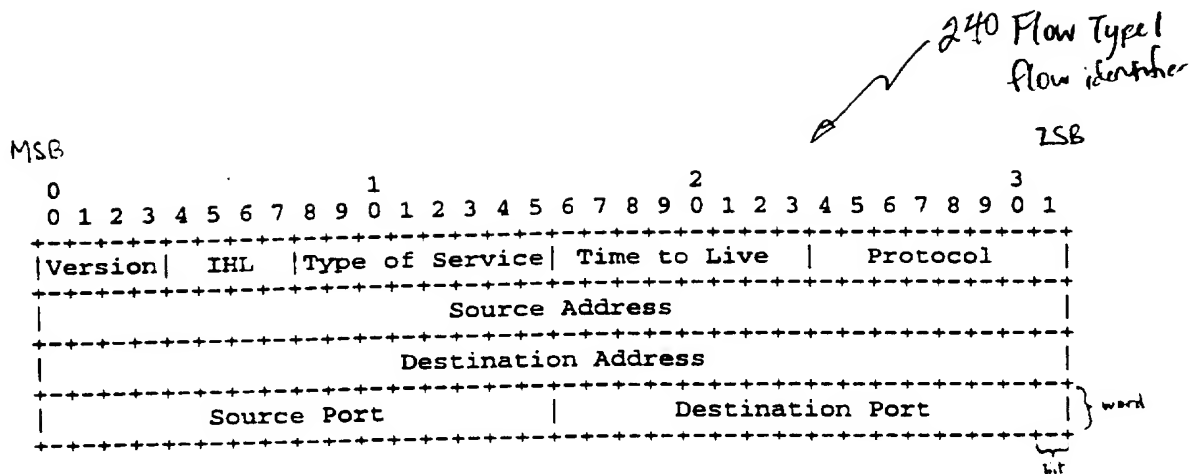 240 Flow Type 1
flow identifier
MSB
LSB
0 1 2 3
0 1 2 3 4 5 6 7 8 9 0 1 2 3 4 5 6 7 8 9 0 1 2 3 4 5 6 7 8 9 0 1
+-+-+-+-+-+-+-+-+-+-+-+-+-+-+-+-+-+-+-+-+-+-+-+-+-+-+-+-+-+-+-+-+
|Version| IHL |Type of Service| Time to Live | Protocol |
+-+-+-+-+-+-+-+-+-+-+-+-+-+-+-+-+-+-+-+-+-+-+-+-+-+-+-+-+-+-+-+-+
| Source Address |
+-+-+-+-+-+-+-+-+-+-+-+-+-+-+-+-+-+-+-+-+-+-+-+-+-+-+-+-+-+-+-+-+
| Destination Address |
+-+-+-+-+-+-+-+-+-+-+-+-+-+-+-+-+-+-+-+-+-+-+-+-+-+-+-+-+-+-+-+-+
| Source Port | Destination Port | } word
+-+-+-+-+-+-+-+-+-+-+-+-+-+-+-+-+-+-+-+-+-+-+-+-+-+-+-+-+-+-+-+-+
bit